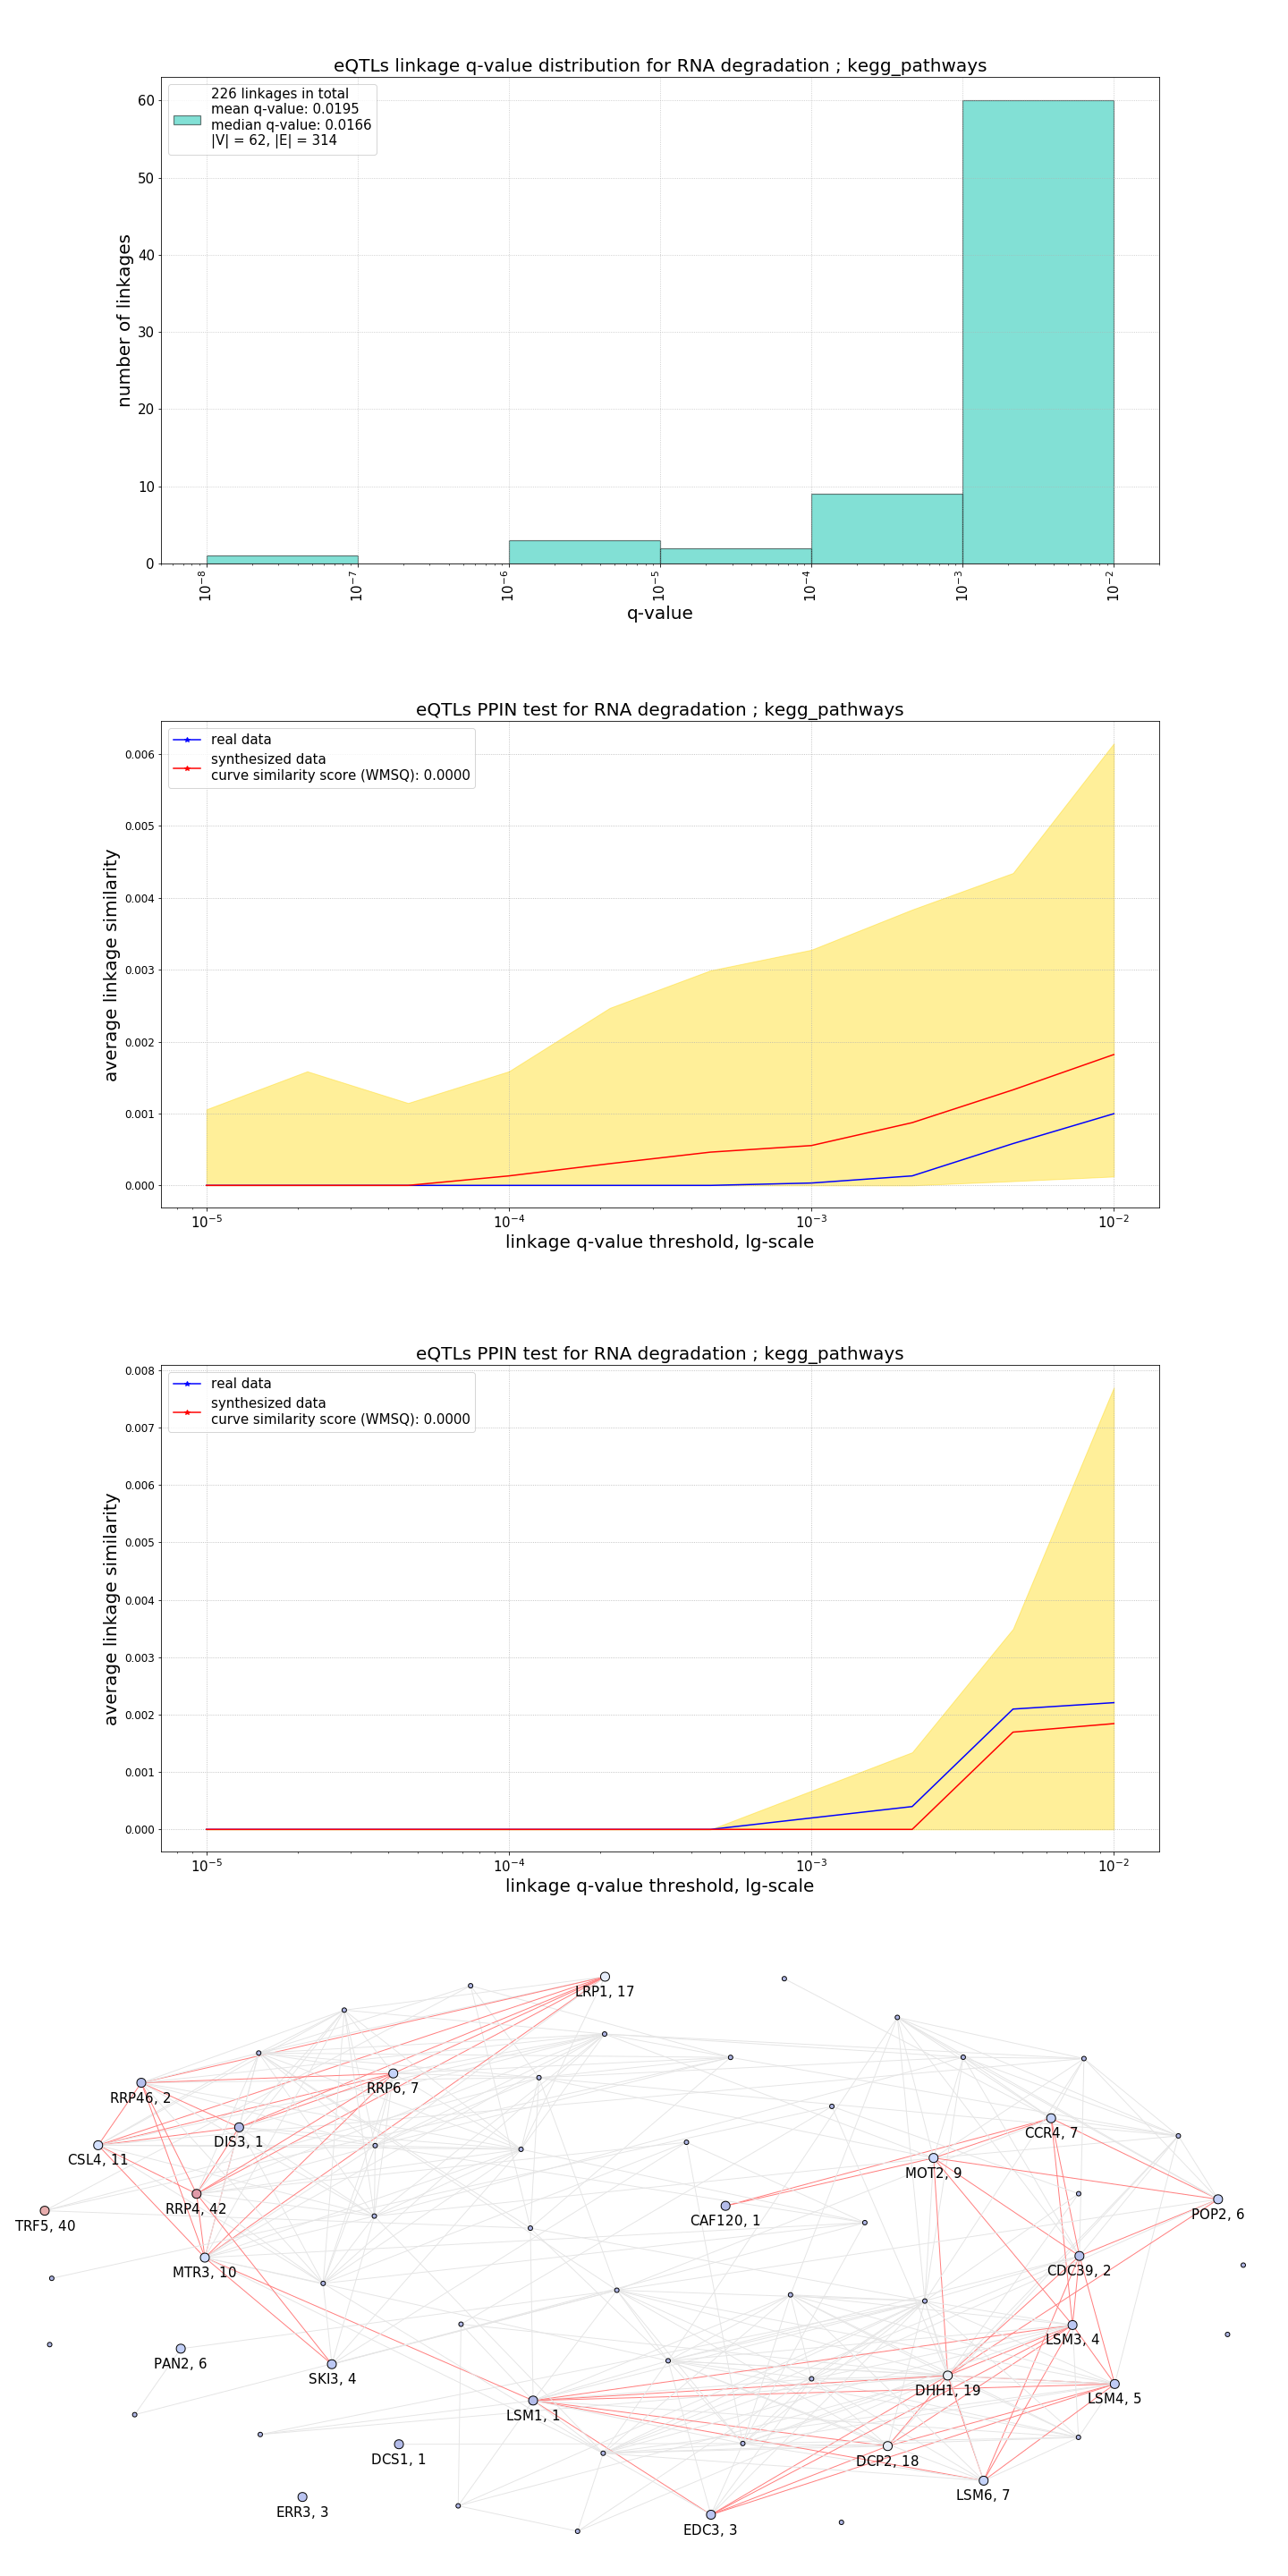 eQTLs linkage q-value distribution for RNA degradation ; kegg_pathways
226 linkages in total
mean q-value: 0.0195
median q-value: 0.0166
|V| = 62, |E| = 314
number of linkages
60
50
40
30
20
10
0
10⁻⁸ 10⁻⁷ 10⁻⁶ 10⁻⁵ 10⁻⁴ 10⁻³ 10⁻²
q-value
eQTLs PPIN test for RNA degradation ; kegg_pathways
real data
synthesized data
curve similarity score (WMSQ): 0.0000
average linkage similarity
0.006
0.005
0.004
0.003
0.002
0.001
0.000
10⁻⁵ 10⁻⁴ 10⁻³ 10⁻²
linkage q-value threshold, lg-scale
eQTLs PPIN test for RNA degradation ; kegg_pathways
real data
synthesized data
curve similarity score (WMSQ): 0.0000
average linkage similarity
0.008
0.007
0.006
0.005
0.004
0.003
0.002
0.001
0.000
10⁻⁵ 10⁻⁴ 10⁻³ 10⁻²
linkage q-value threshold, lg-scale
LRP1, 17
RRP6, 7
RRP46, 2
CCR4, 7
DIS3, 1
CSL4, 11
MOT2, 9
RRP4, 42
POP2, 6
CAF120, 1
TRF5, 40
CDC39, 2
MTR3, 10
LSM3, 4
PAN2, 6
SKI3, 4
DHH1, 19
LSM4, 5
LSM1, 1
DCS1, 1
DCP2, 18
LSM6, 7
ERR3, 3
EDC3, 3